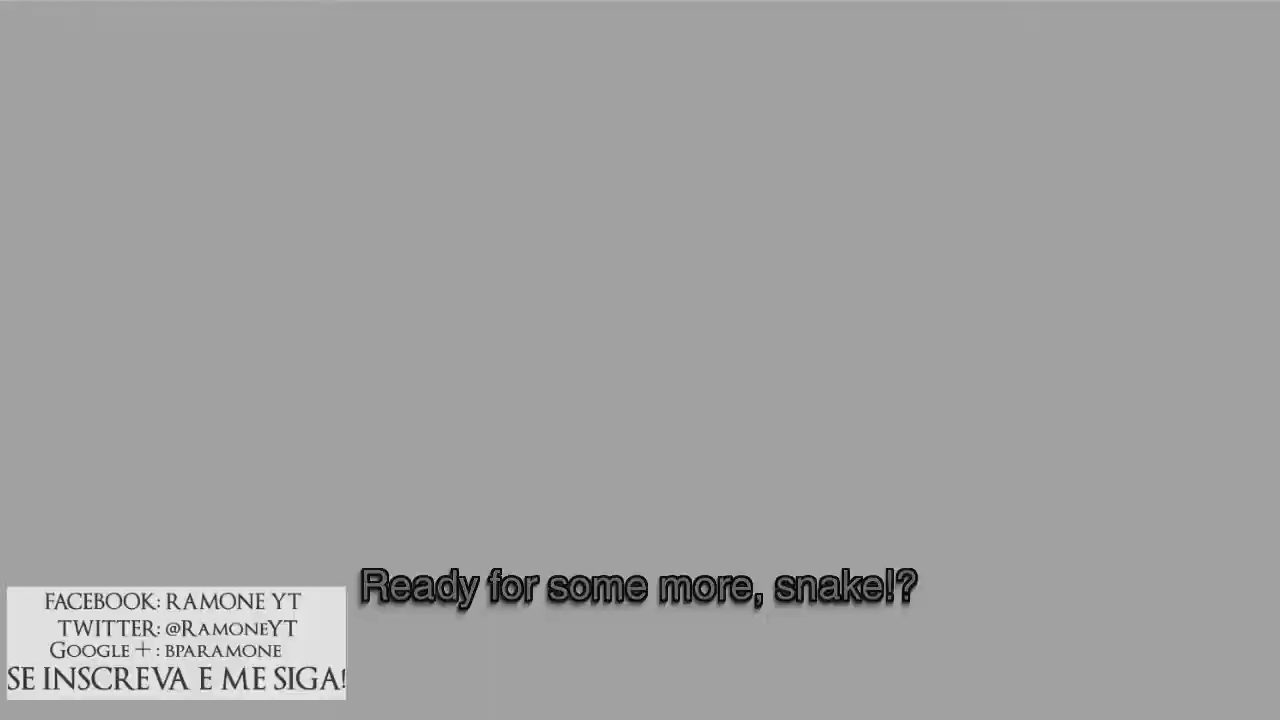 Ready for some more, snake!?
FACEBOOK: RAMONE YT
TWITTER: @RAMONEYT
GOOGLE+: BPARAMONE
SE INSCREVA E ME SIGA!